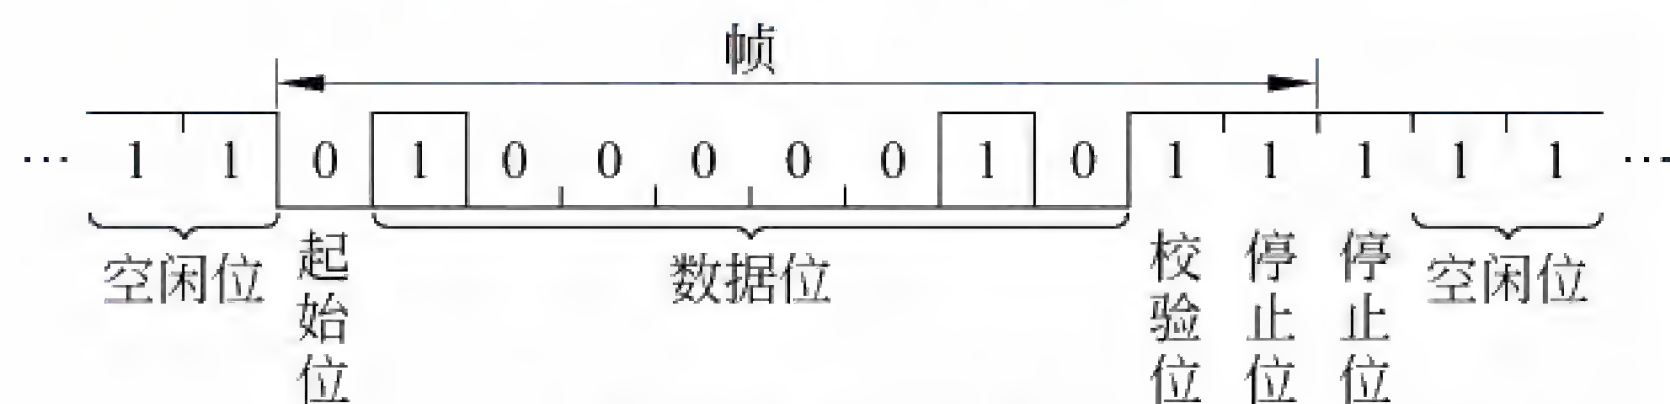 帧
… 1 1 0 1 0 0 0 0 0 1 0 1 1 1 1 1 …
空闲位 起始位 数据位 校验位 停止位 停止位 空闲位